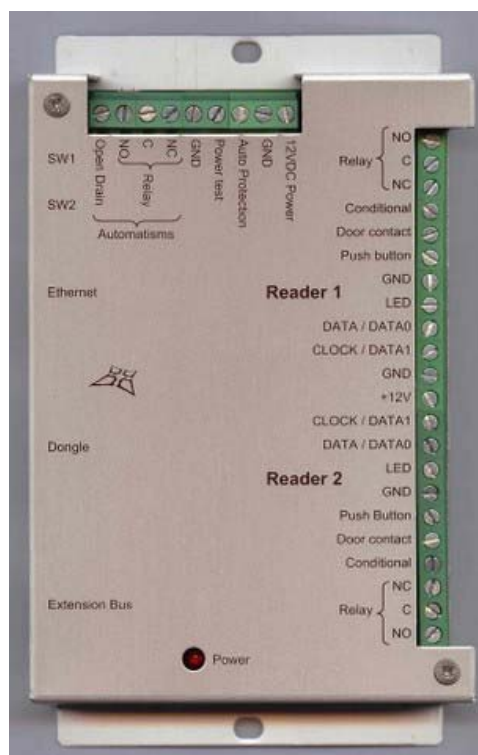 Open Drain
NO
C
NC
Relay
Automatisms
GND
Power test
Auto Protection
GND
12VDC Power
SW1
SW2
Ethernet
Dongle
Extension Bus
Power
NO
Relay
C
NC
Conditional
Door contact
Push button
GND
Reader 1
LED
DATA / DATA0
CLOCK / DATA1
GND
+12V
CLOCK / DATA1
DATA / DATA0
LED
Reader 2
GND
Push Button
Door contact
Conditional
NC
Relay
C
NO